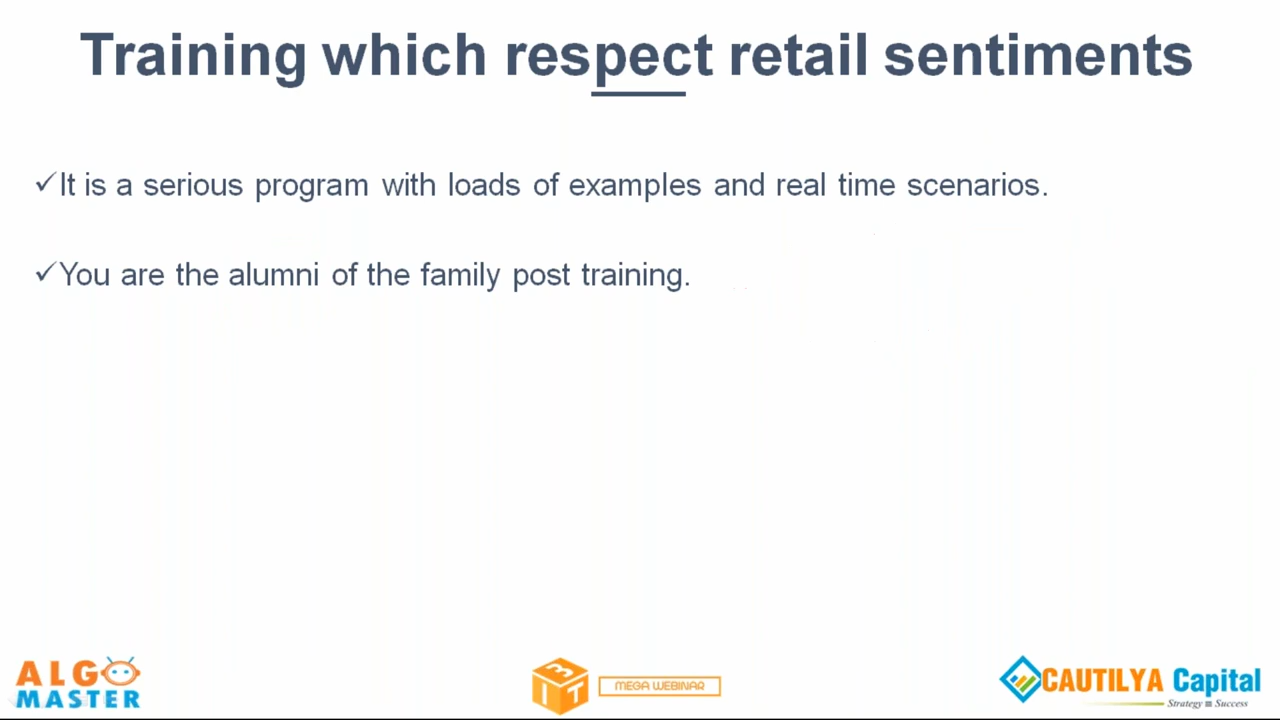 Training which respect retail sentiments
✓It is a serious program with loads of examples and real time scenarios.
✓You are the alumni of the family post training.
ALGO
MASTER
BIT
MEGA WEBINAR
CAUTILYA Capital
Strategy = Success